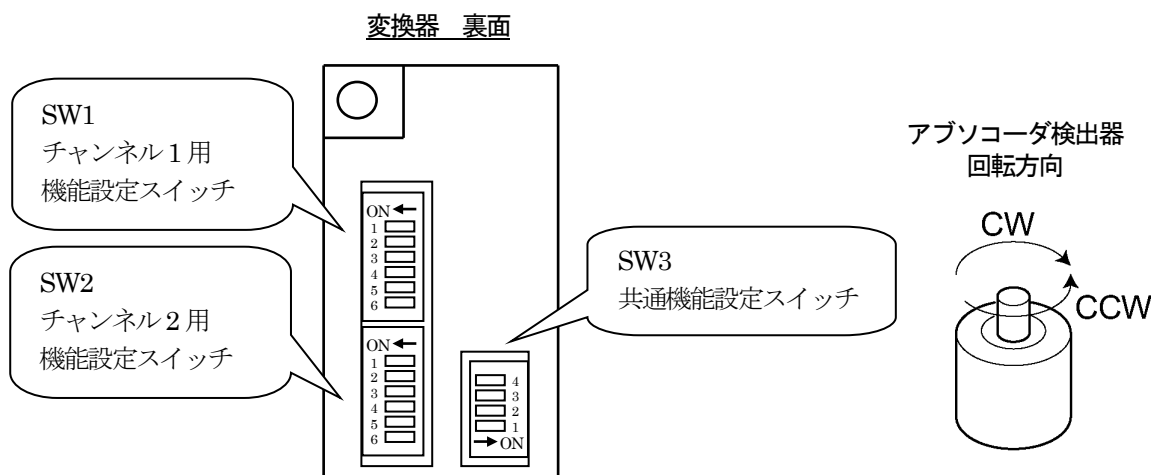 変換器　裏面
SW1
チャンネル 1 用
機能設定スイッチ
SW2
チャンネル 2 用
機能設定スイッチ
ON←
1
2
3
4
5
6
ON←
1
2
3
4
5
6
SW3
共通機能設定スイッチ
4
3
2
1
→ON
アブソコーダ検出器
回転方向
CW
CCW